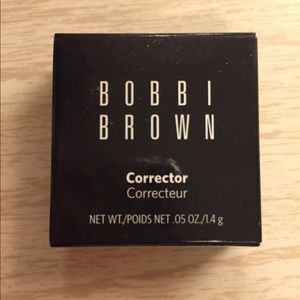 BOBBI
BROWN
Corrector
Correcteur
NET WT./POIDS NET .05 OZ./1.4 g